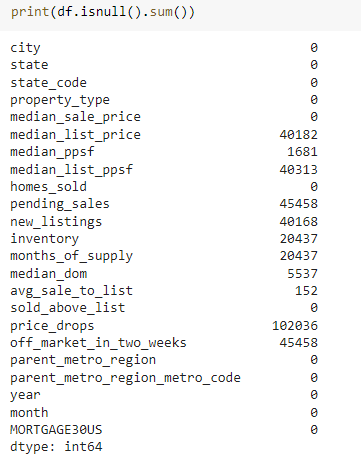 print(df.isnull().sum())
city 0
state 0
state_code 0
property_type 0
median_sale_price 0
median_list_price 40182
median_ppsf 1681
median_list_ppsf 40313
homes_sold 0
pending_sales 45458
new_listings 40168
inventory 20437
months_of_supply 20437
median_dom 5537
avg_sale_to_list 152
sold_above_list 0
price_drops 102036
off_market_in_two_weeks 45458
parent_metro_region 0
parent_metro_region_metro_code 0
year 0
month 0
MORTGAGE30US 0
dtype: int64